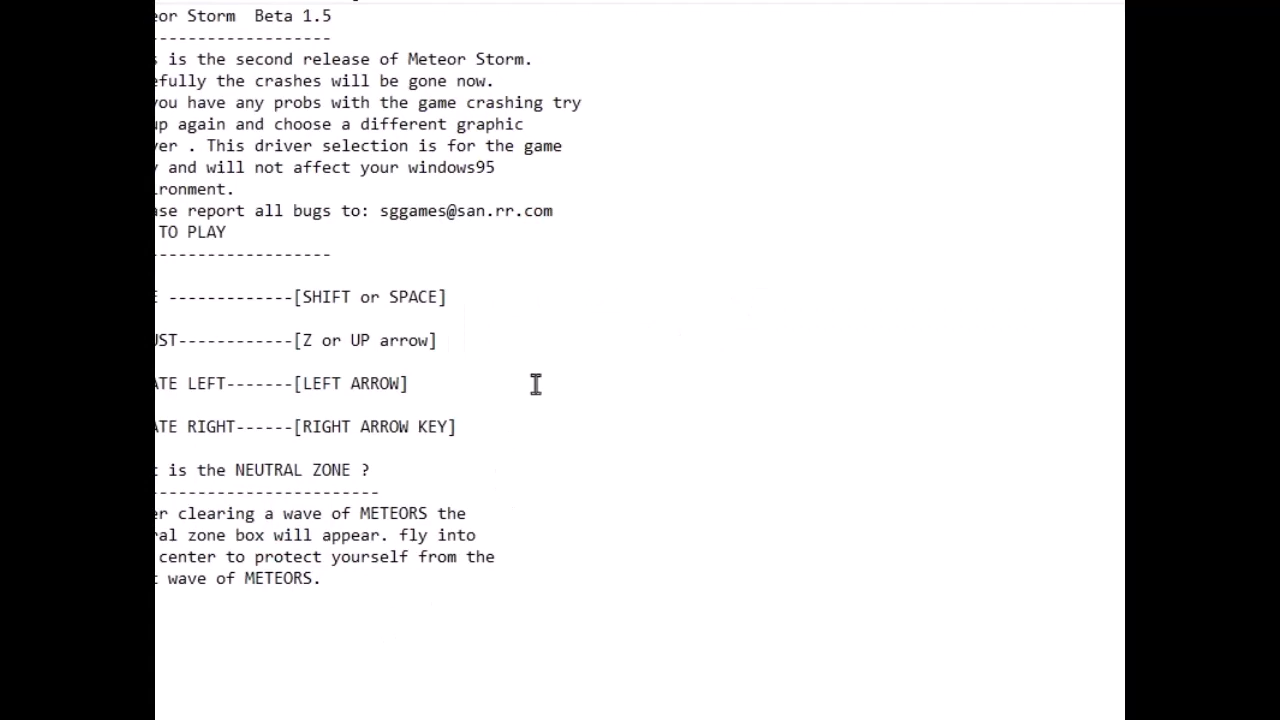 eor Storm  Beta 1.5
-------------------
s is the second release of Meteor Storm.
efully the crashes will be gone now.
you have any probs with the game crashing try
up again and choose a different graphic
ver . This driver selection is for the game
y and will not affect your windows95
ironment.
ase report all bugs to: sggames@san.rr.com
TO PLAY
-------------------
E -------------[SHIFT or SPACE]
UST------------[Z or UP arrow]
ATE LEFT-------[LEFT ARROW]
ATE RIGHT------[RIGHT ARROW KEY]
t is the NEUTRAL ZONE ?
------------------------
er clearing a wave of METEORS the
ral zone box will appear. fly into
center to protect yourself from the
t wave of METEORS.